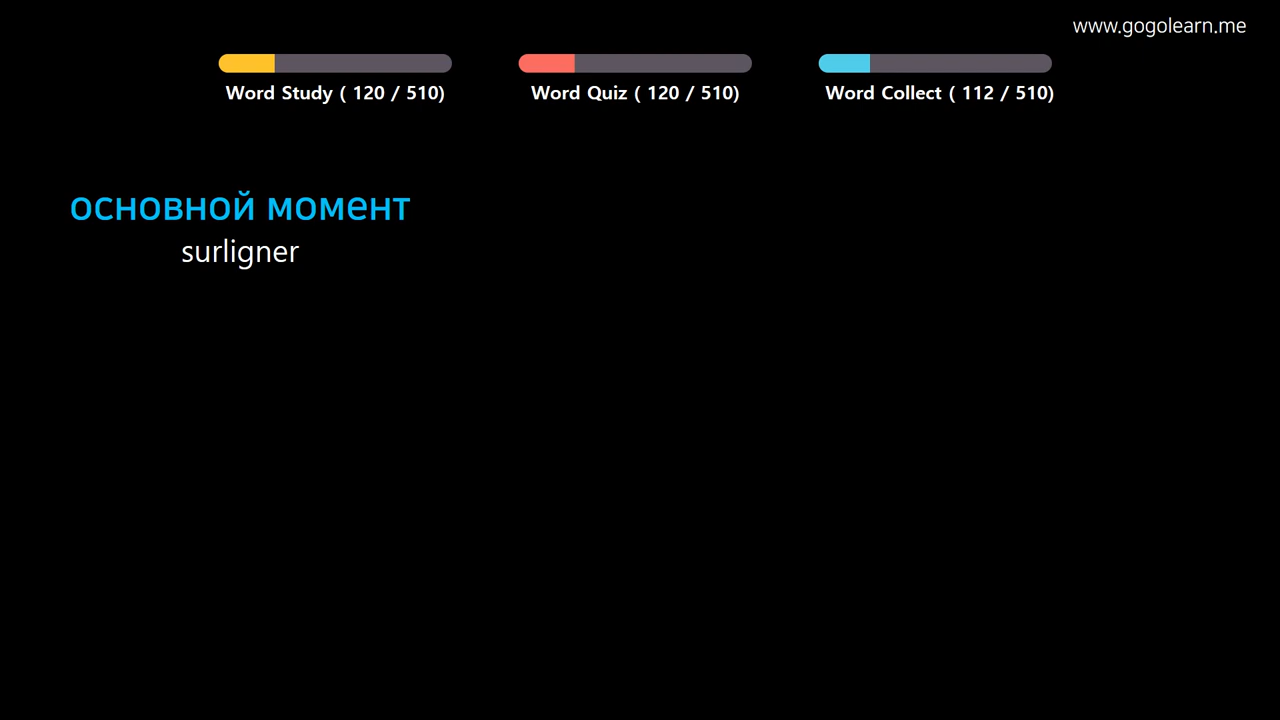 www.gogolearn.me
Word Study ( 120 / 510)
Word Quiz ( 120 / 510)
Word Collect ( 112 / 510)
основной момент
surligner